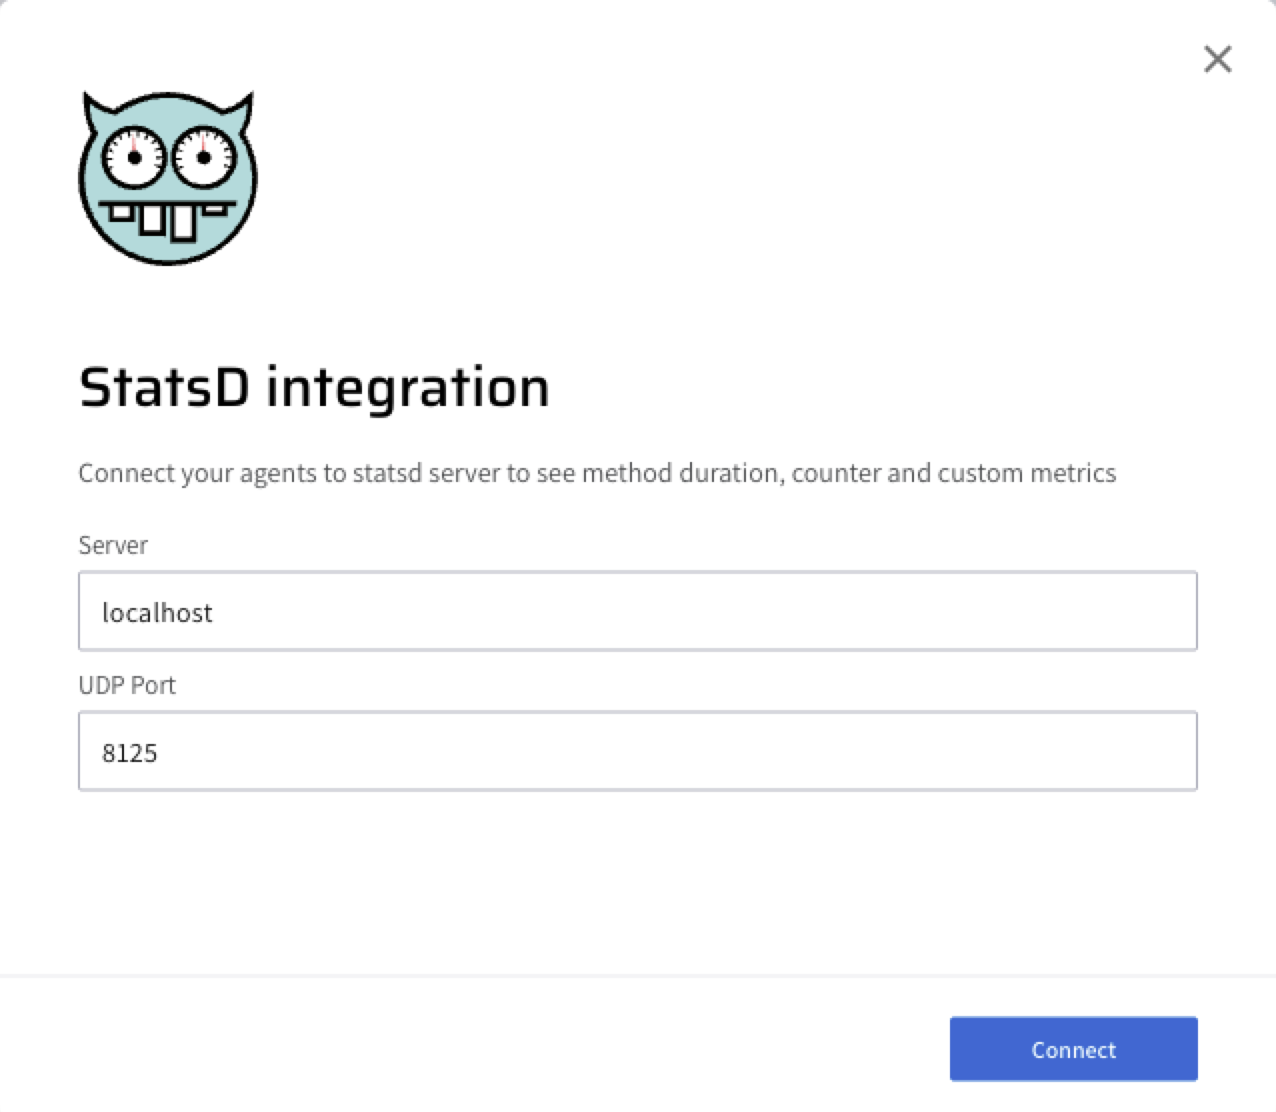 StatsD integration
Connect your agents to statsd server to see method duration, counter and custom metrics
Server
localhost
UDP Port
8125
Connect